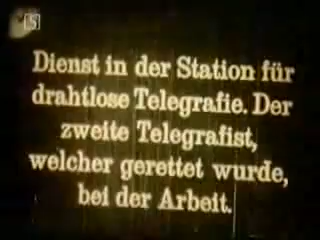 S
Dienst in der Station für
drahtlose Telegrafie. Der
zweite Telegrafist,
welcher gerettet wurde,
bei der Arbeit.